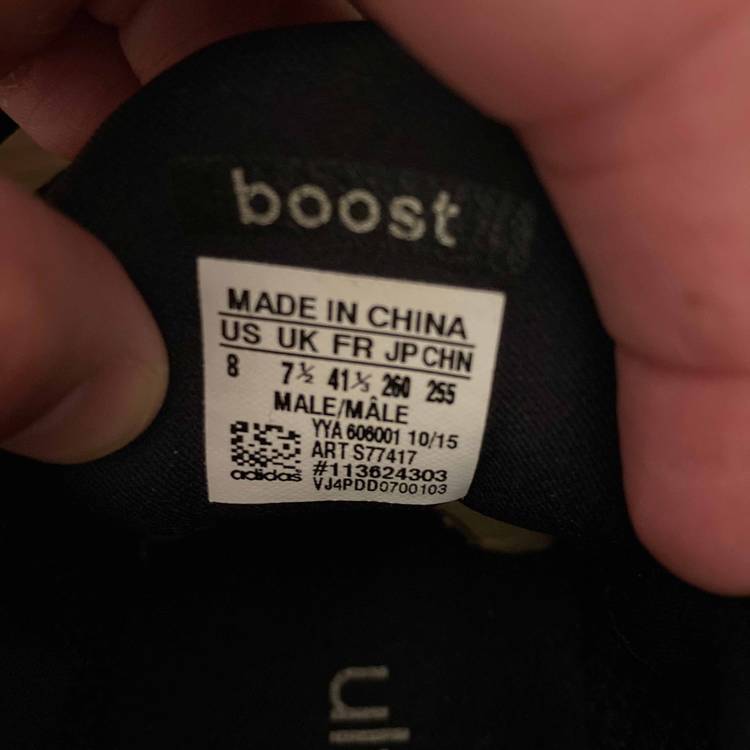 boost
MADE IN CHINA
US UK FR JP CHN
8 7½ 41⅓ 260 255
MALE/MÂLE
YYA 606001 10/15
ART S77417
#113624303
adidas
VJ4PDD0700103